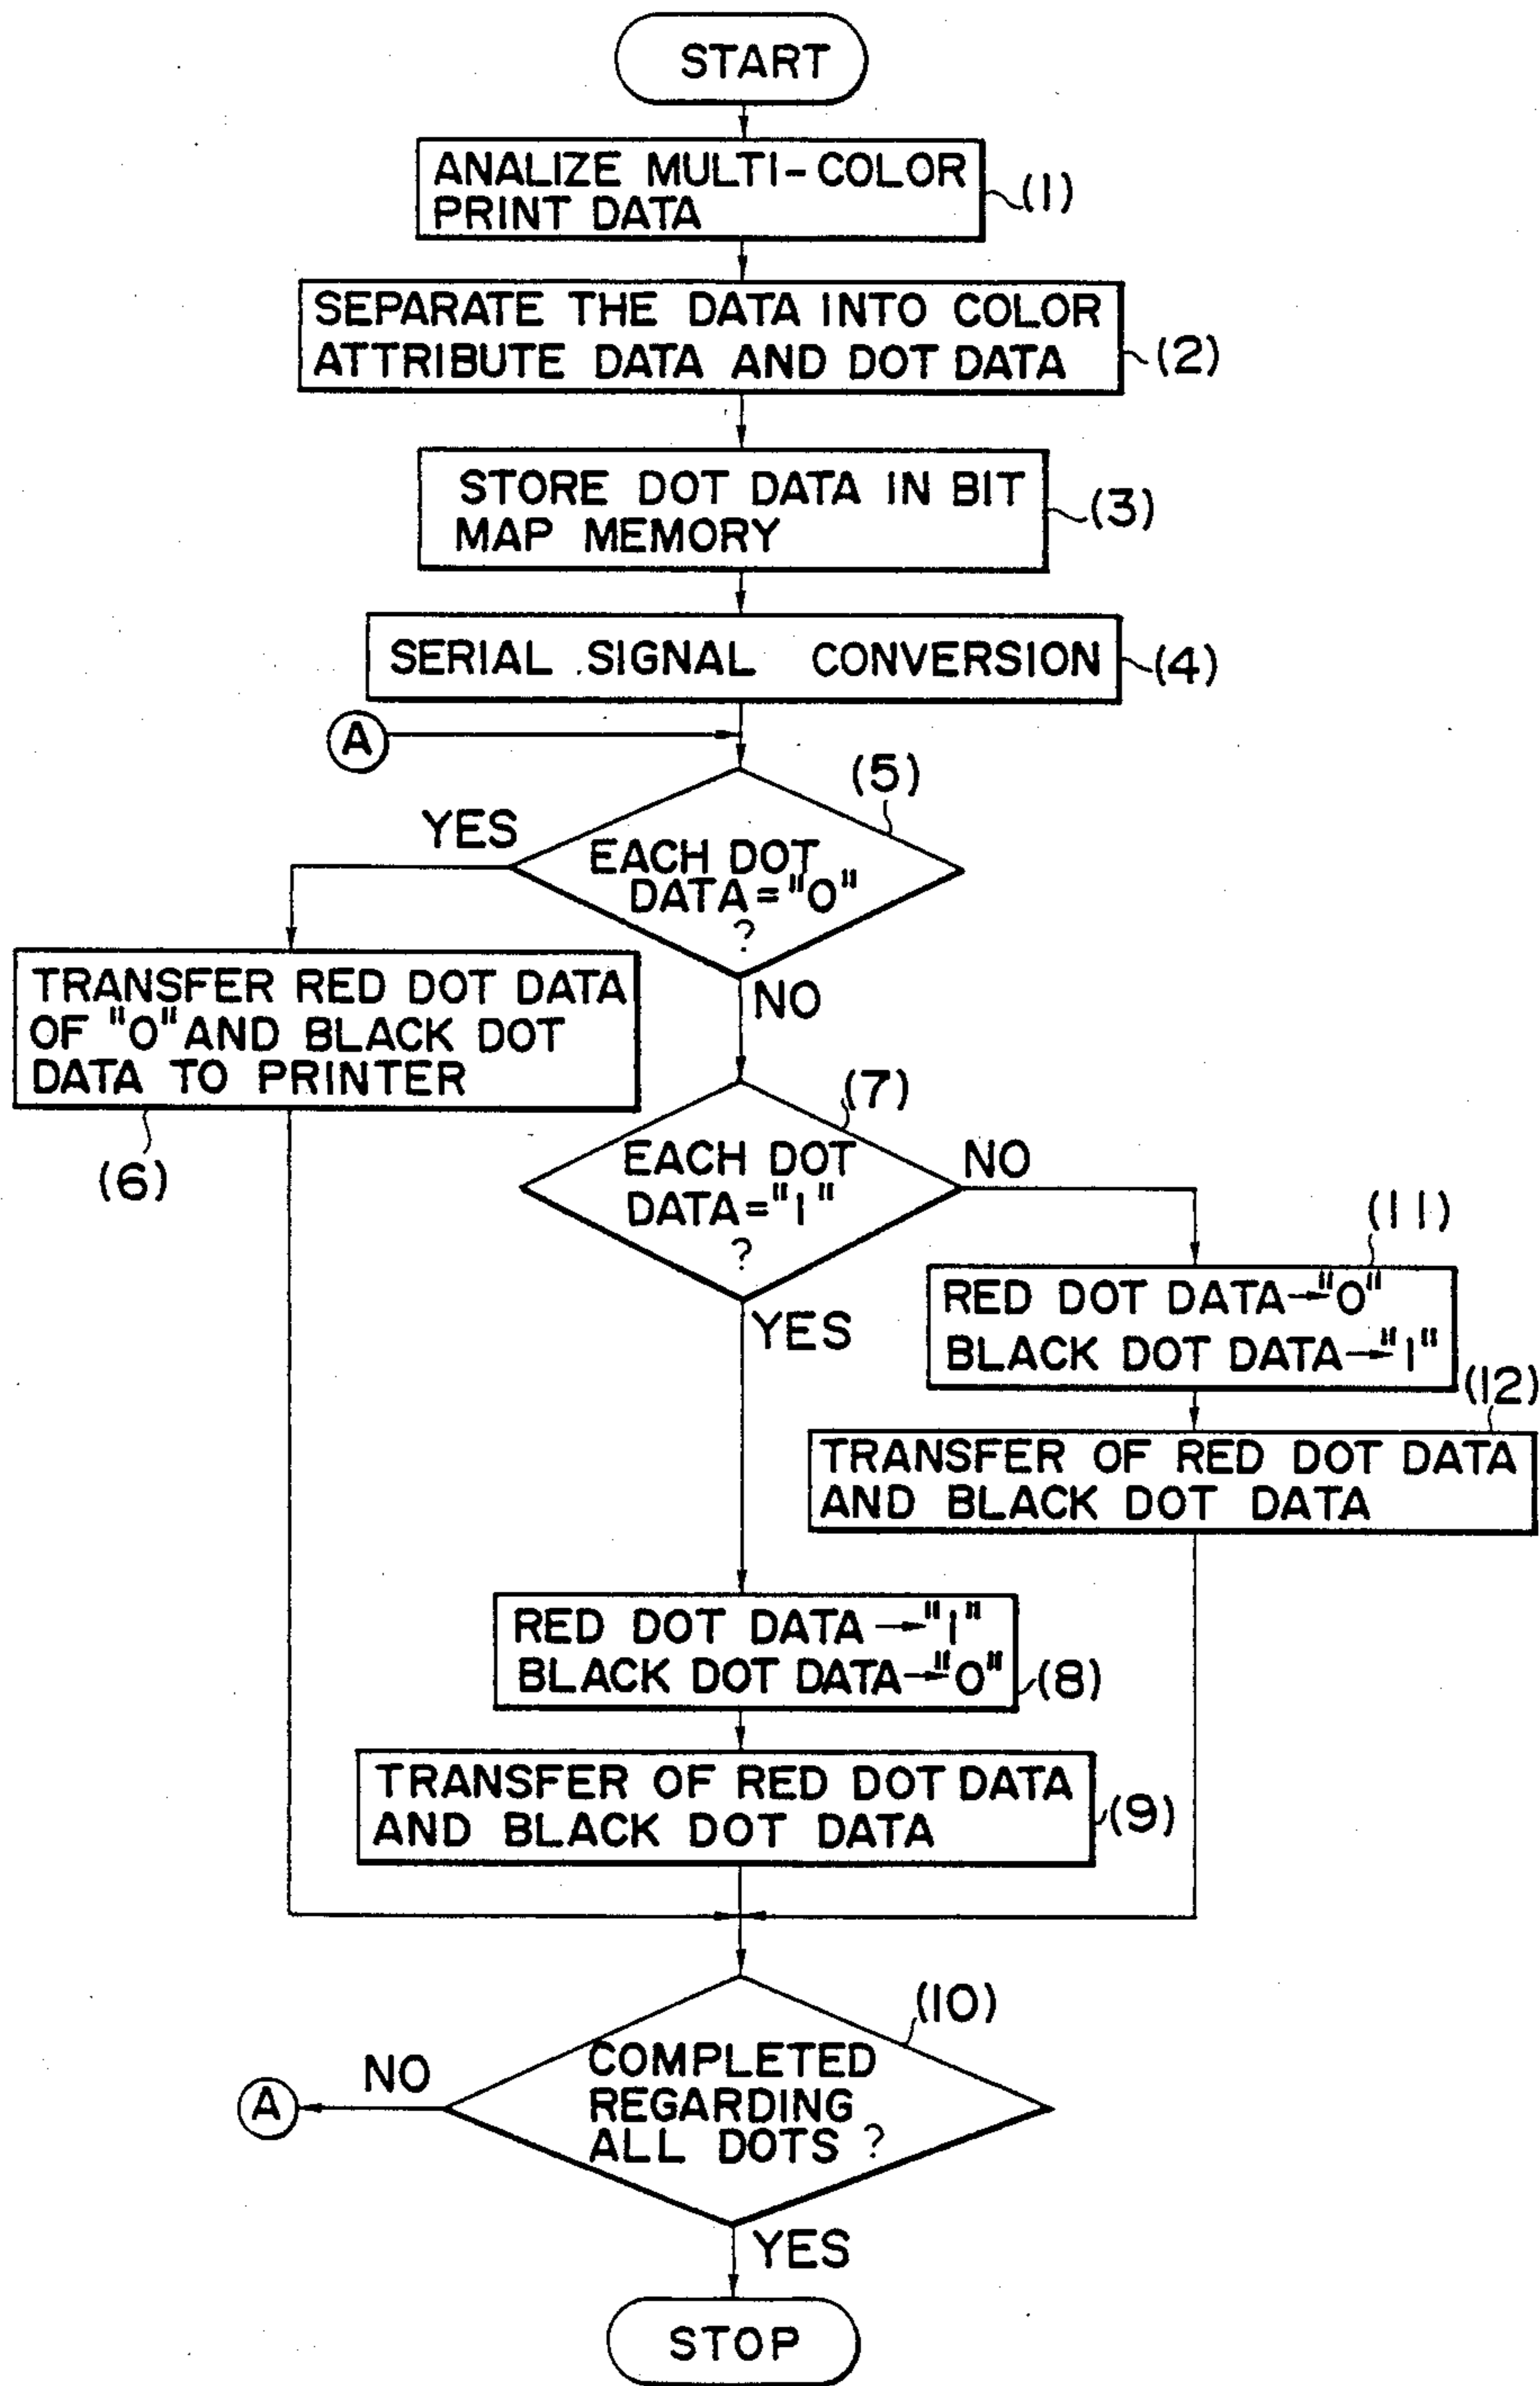 START
ANALIZE MULTI-COLOR
PRINT DATA
(1)
SEPARATE THE DATA INTO COLOR
ATTRIBUTE DATA AND DOT DATA
(2)
STORE DOT DATA IN BIT
MAP MEMORY
(3)
SERIAL SIGNAL CONVERSION
(4)
A
(5)
YES
EACH DOT
DATA="0"
?
NO
TRANSFER RED DOT DATA
OF "0" AND BLACK DOT
DATA TO PRINTER
(6)
(7)
EACH DOT
DATA="1"
?
NO
YES
(11)
RED DOT DATA→"0"
BLACK DOT DATA→"1"
(12)
TRANSFER OF RED DOT DATA
AND BLACK DOT DATA
RED DOT DATA→"1"
BLACK DOT DATA→"0"
(8)
TRANSFER OF RED DOT DATA
AND BLACK DOT DATA
(9)
(10)
COMPLETED
REGARDING
ALL DOTS ?
NO
A
YES
STOP